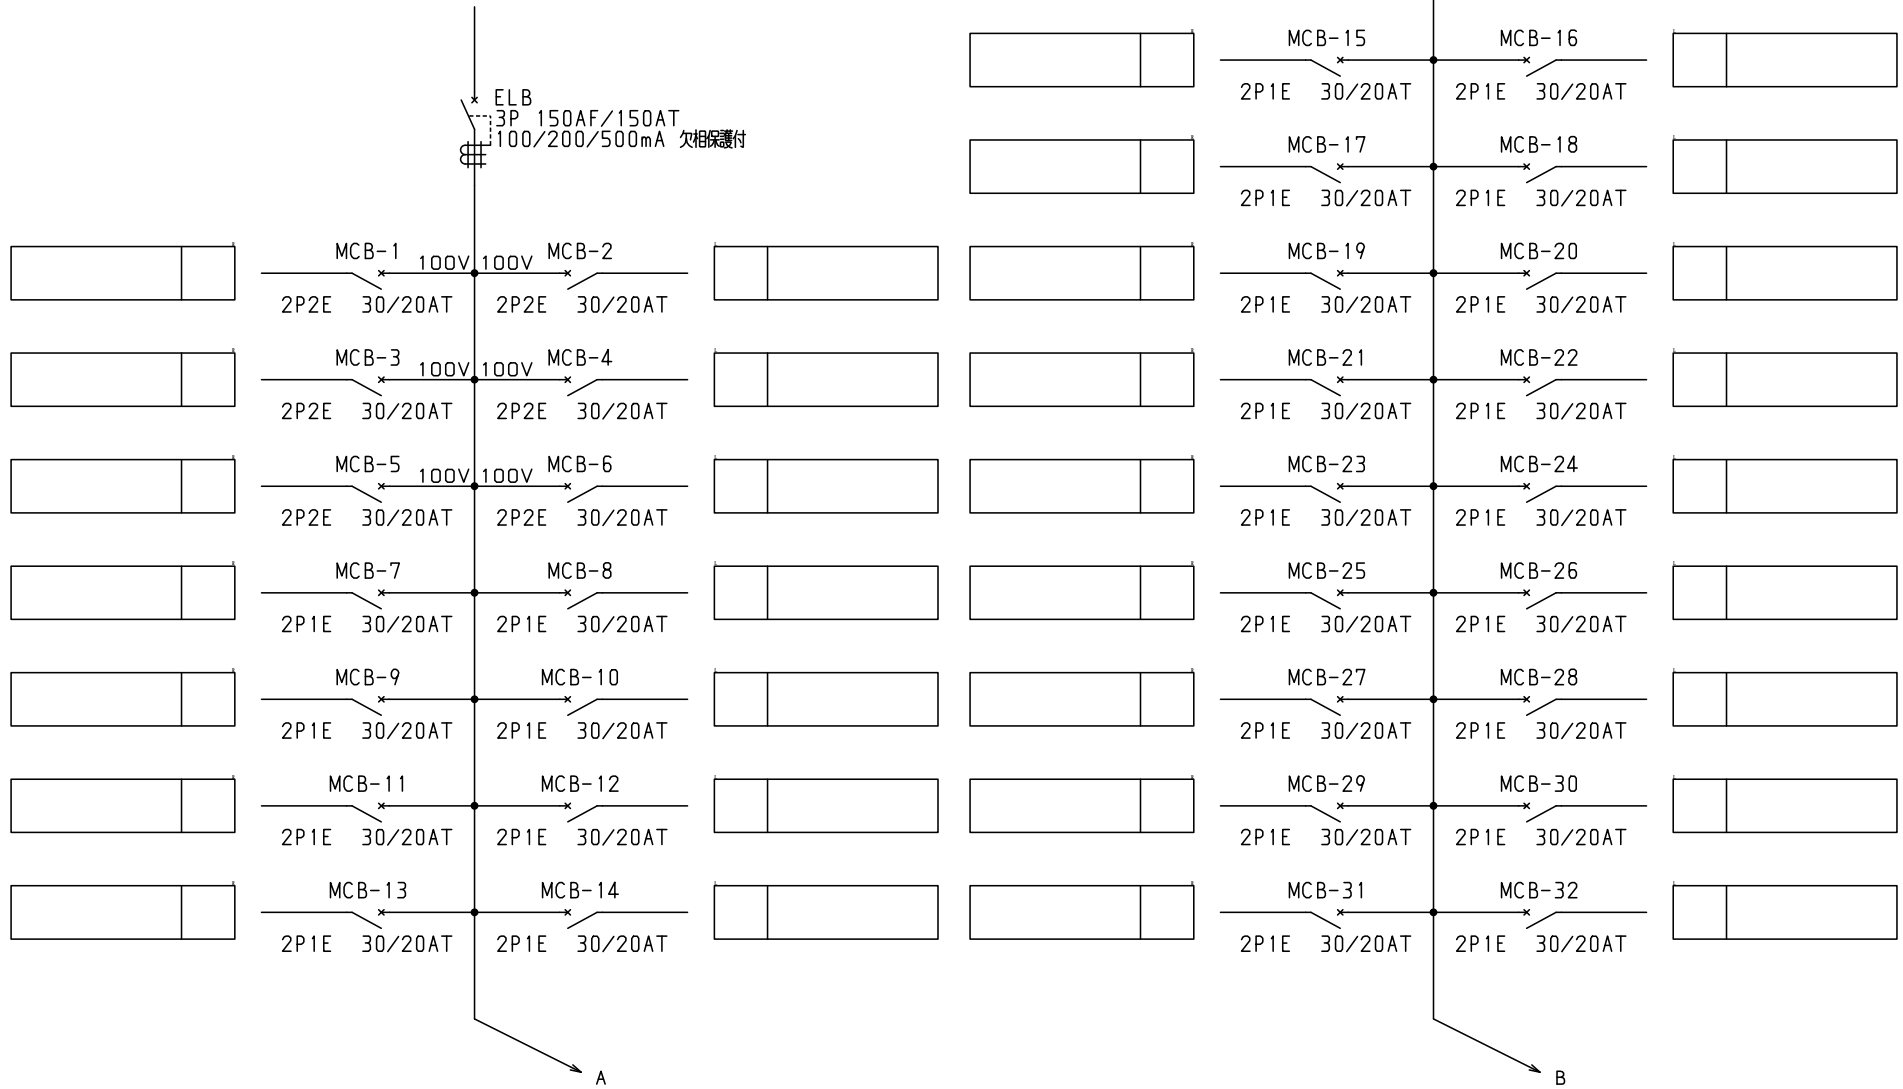 ELB
3P 150AF/150AT
100/200/500mA 欠相保護付
MCB-1 100V 100V MCB-2
2P2E 30/20AT 2P2E 30/20AT
MCB-3 100V 100V MCB-4
2P2E 30/20AT 2P2E 30/20AT
MCB-5 100V 100V MCB-6
2P2E 30/20AT 2P2E 30/20AT
MCB-7 MCB-8
2P1E 30/20AT 2P1E 30/20AT
MCB-9 MCB-10
2P1E 30/20AT 2P1E 30/20AT
MCB-11 MCB-12
2P1E 30/20AT 2P1E 30/20AT
MCB-13 MCB-14
2P1E 30/20AT 2P1E 30/20AT
A
MCB-15 MCB-16
2P1E 30/20AT 2P1E 30/20AT
MCB-17 MCB-18
2P1E 30/20AT 2P1E 30/20AT
MCB-19 MCB-20
2P1E 30/20AT 2P1E 30/20AT
MCB-21 MCB-22
2P1E 30/20AT 2P1E 30/20AT
MCB-23 MCB-24
2P1E 30/20AT 2P1E 30/20AT
MCB-25 MCB-26
2P1E 30/20AT 2P1E 30/20AT
MCB-27 MCB-28
2P1E 30/20AT 2P1E 30/20AT
MCB-29 MCB-30
2P1E 30/20AT 2P1E 30/20AT
MCB-31 MCB-32
2P1E 30/20AT 2P1E 30/20AT
B